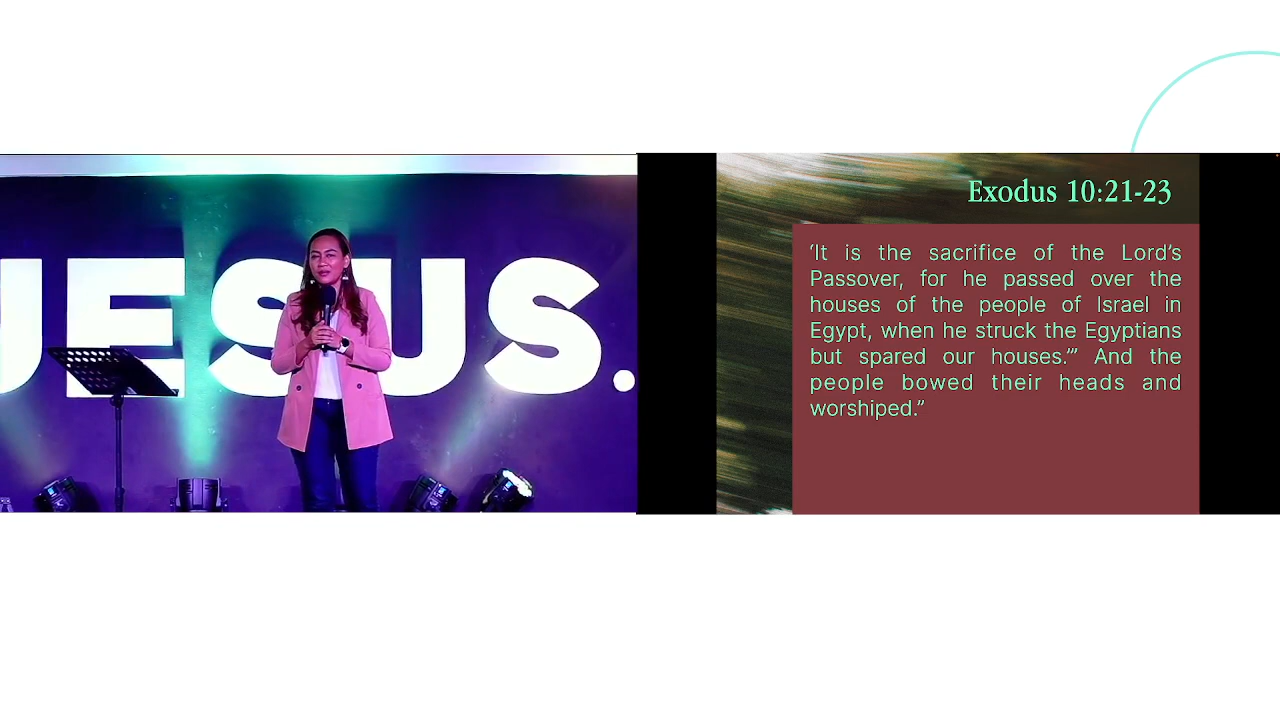 JESUS.
Exodus 10:21-23
‘It is the sacrifice of the Lord’s
Passover, for he passed over the
houses of the people of Israel in
Egypt, when he struck the Egyptians
but spared our houses.’” And the
people bowed their heads and
worshiped.”